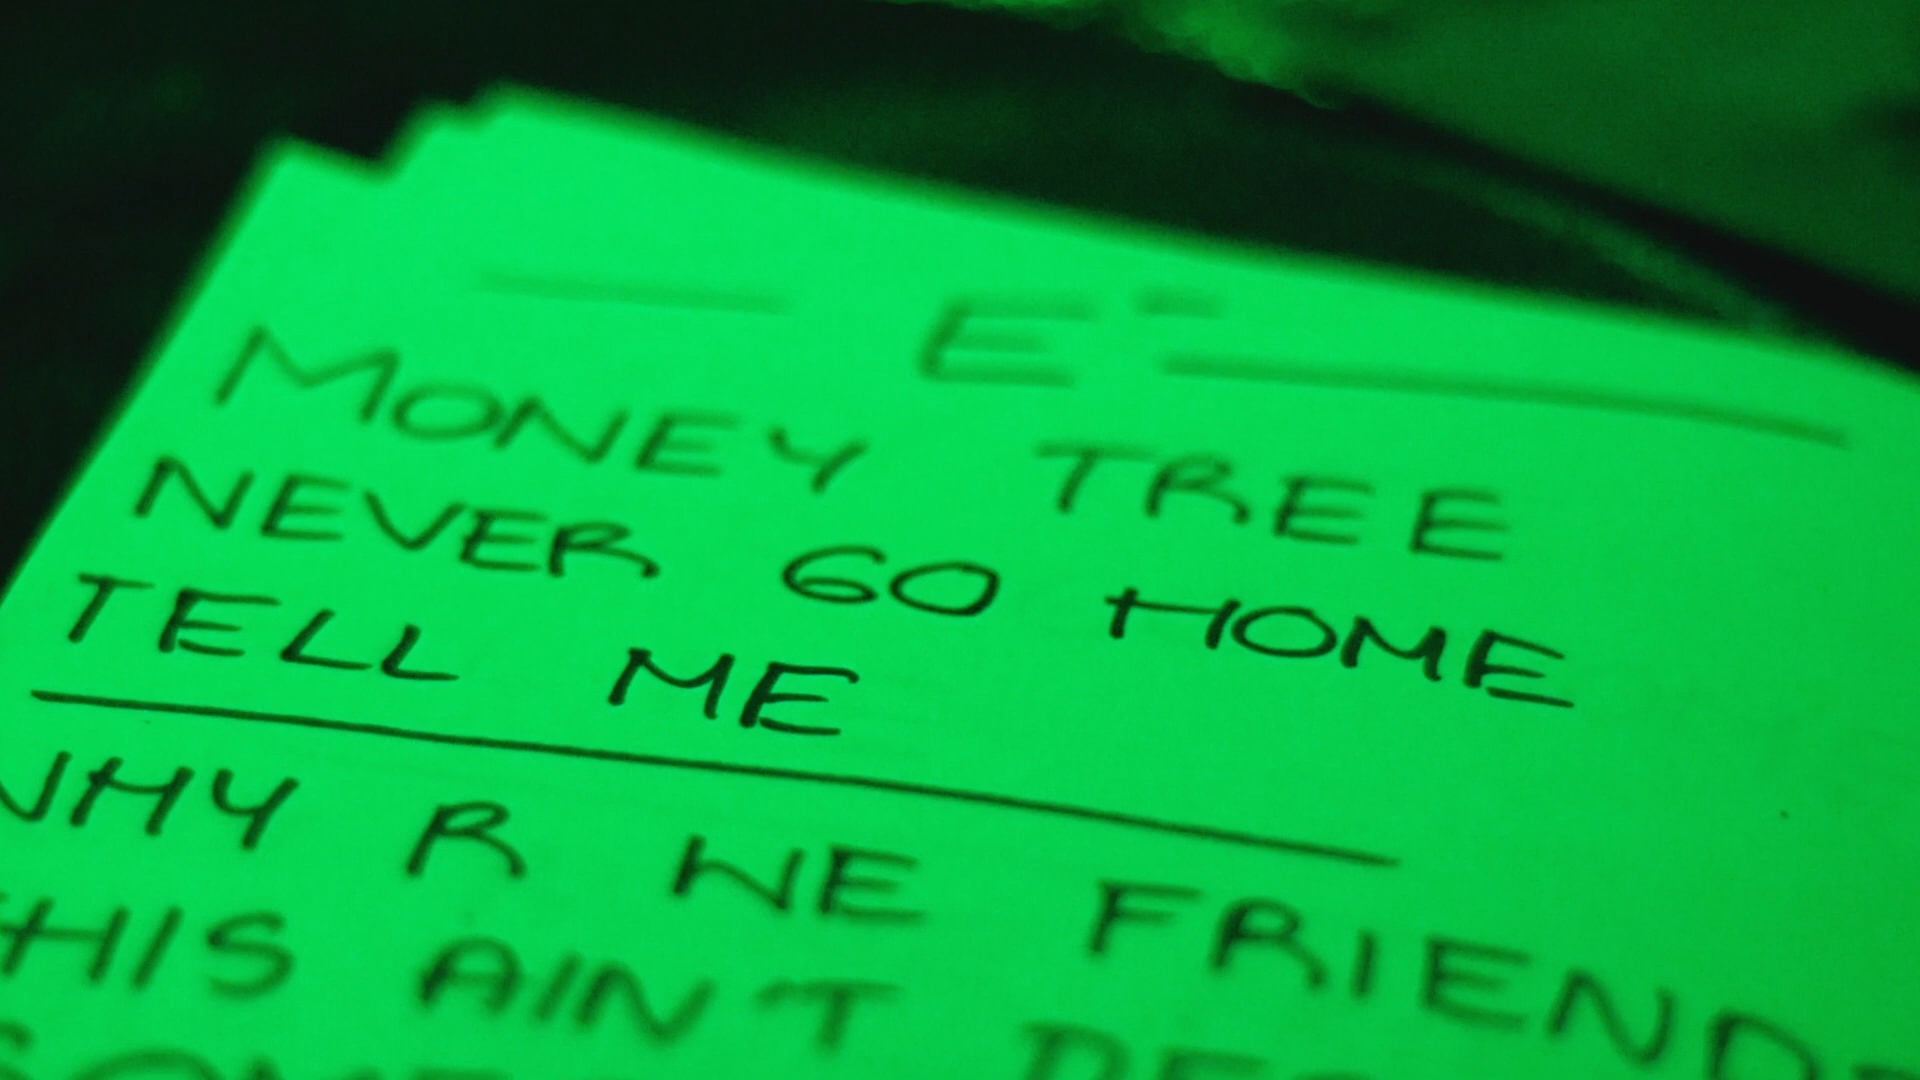 E
MONEY TREE
NEVER GO HOME
TELL ME
WHY R WE FRIENDS
THIS AIN'T